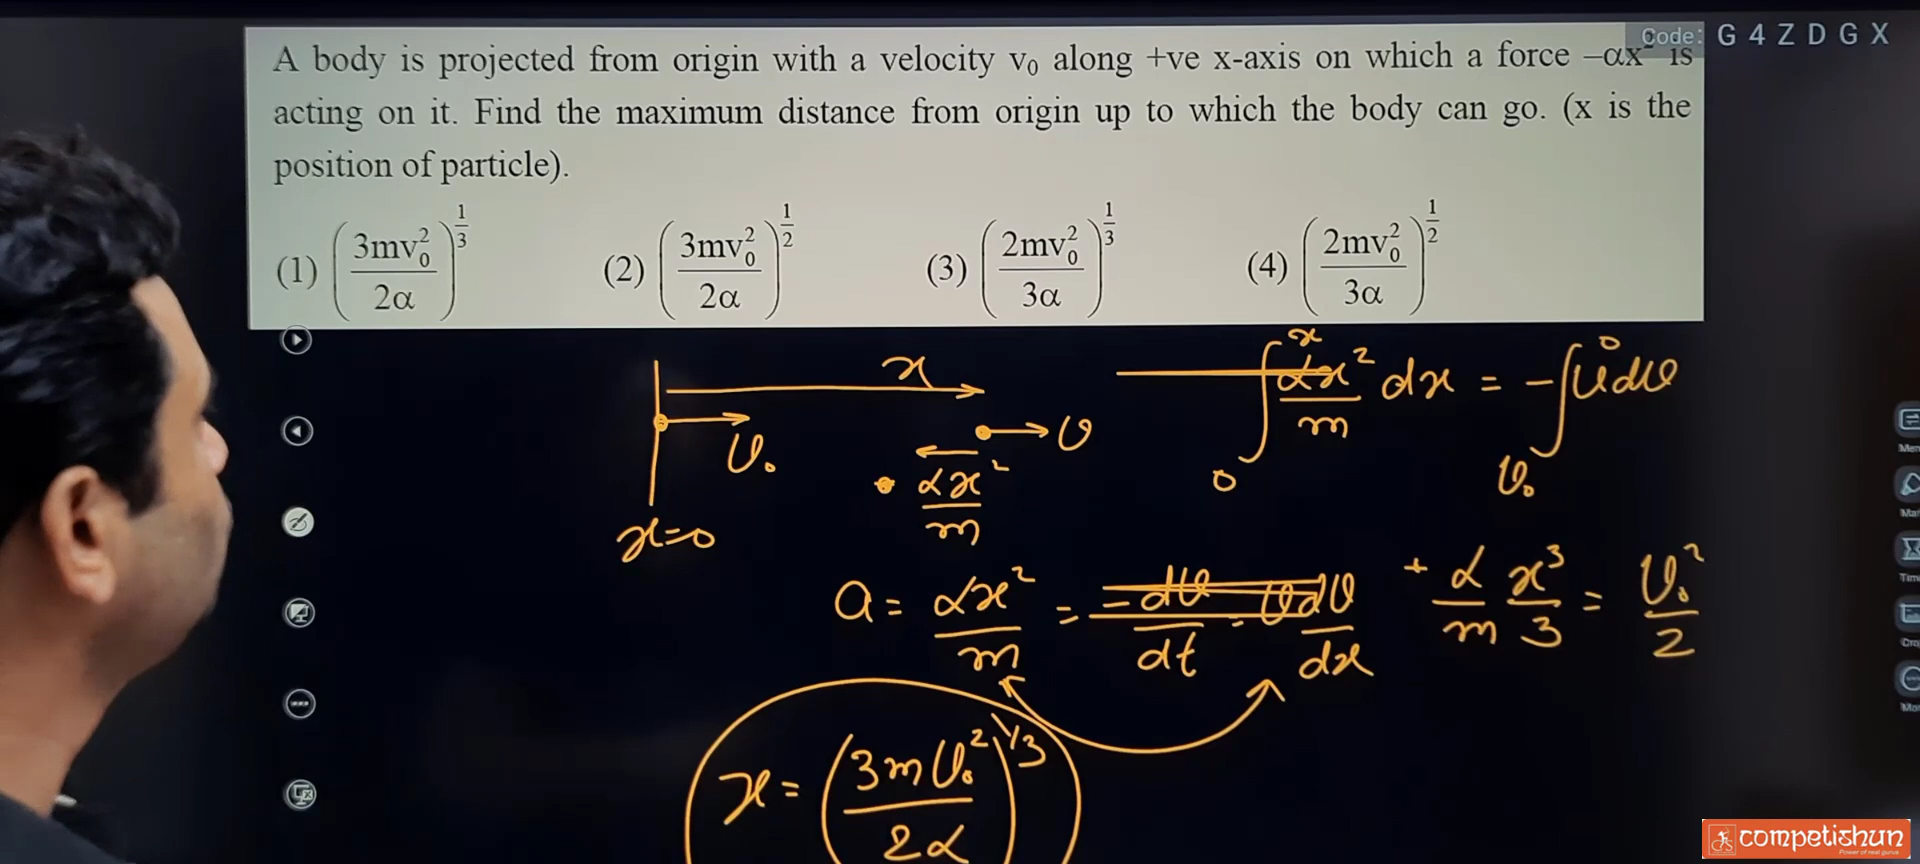 Code: G 4 Z D G X
A body is projected from origin with a velocity v₀ along +ve x-axis on which a force –αx² is
acting on it. Find the maximum distance from origin up to which the body can go. (x is the
position of particle).
(1) (3mv₀²/2α)^(1/3) (2) (3mv₀²/2α)^(1/2) (3) (2mv₀²/3α)^(1/3) (4) (2mv₀²/3α)^(1/2)
x
v₀
v
αx²/m
x=0
∫₀ˣ αx²/m dx = -∫_{v₀}^{0} v dv
a = αx²/m = -dv/dt = vdv/dx
+ α/m x³/3 = v₀²/2
x = (3mv₀²/2α)^1/3
competishun